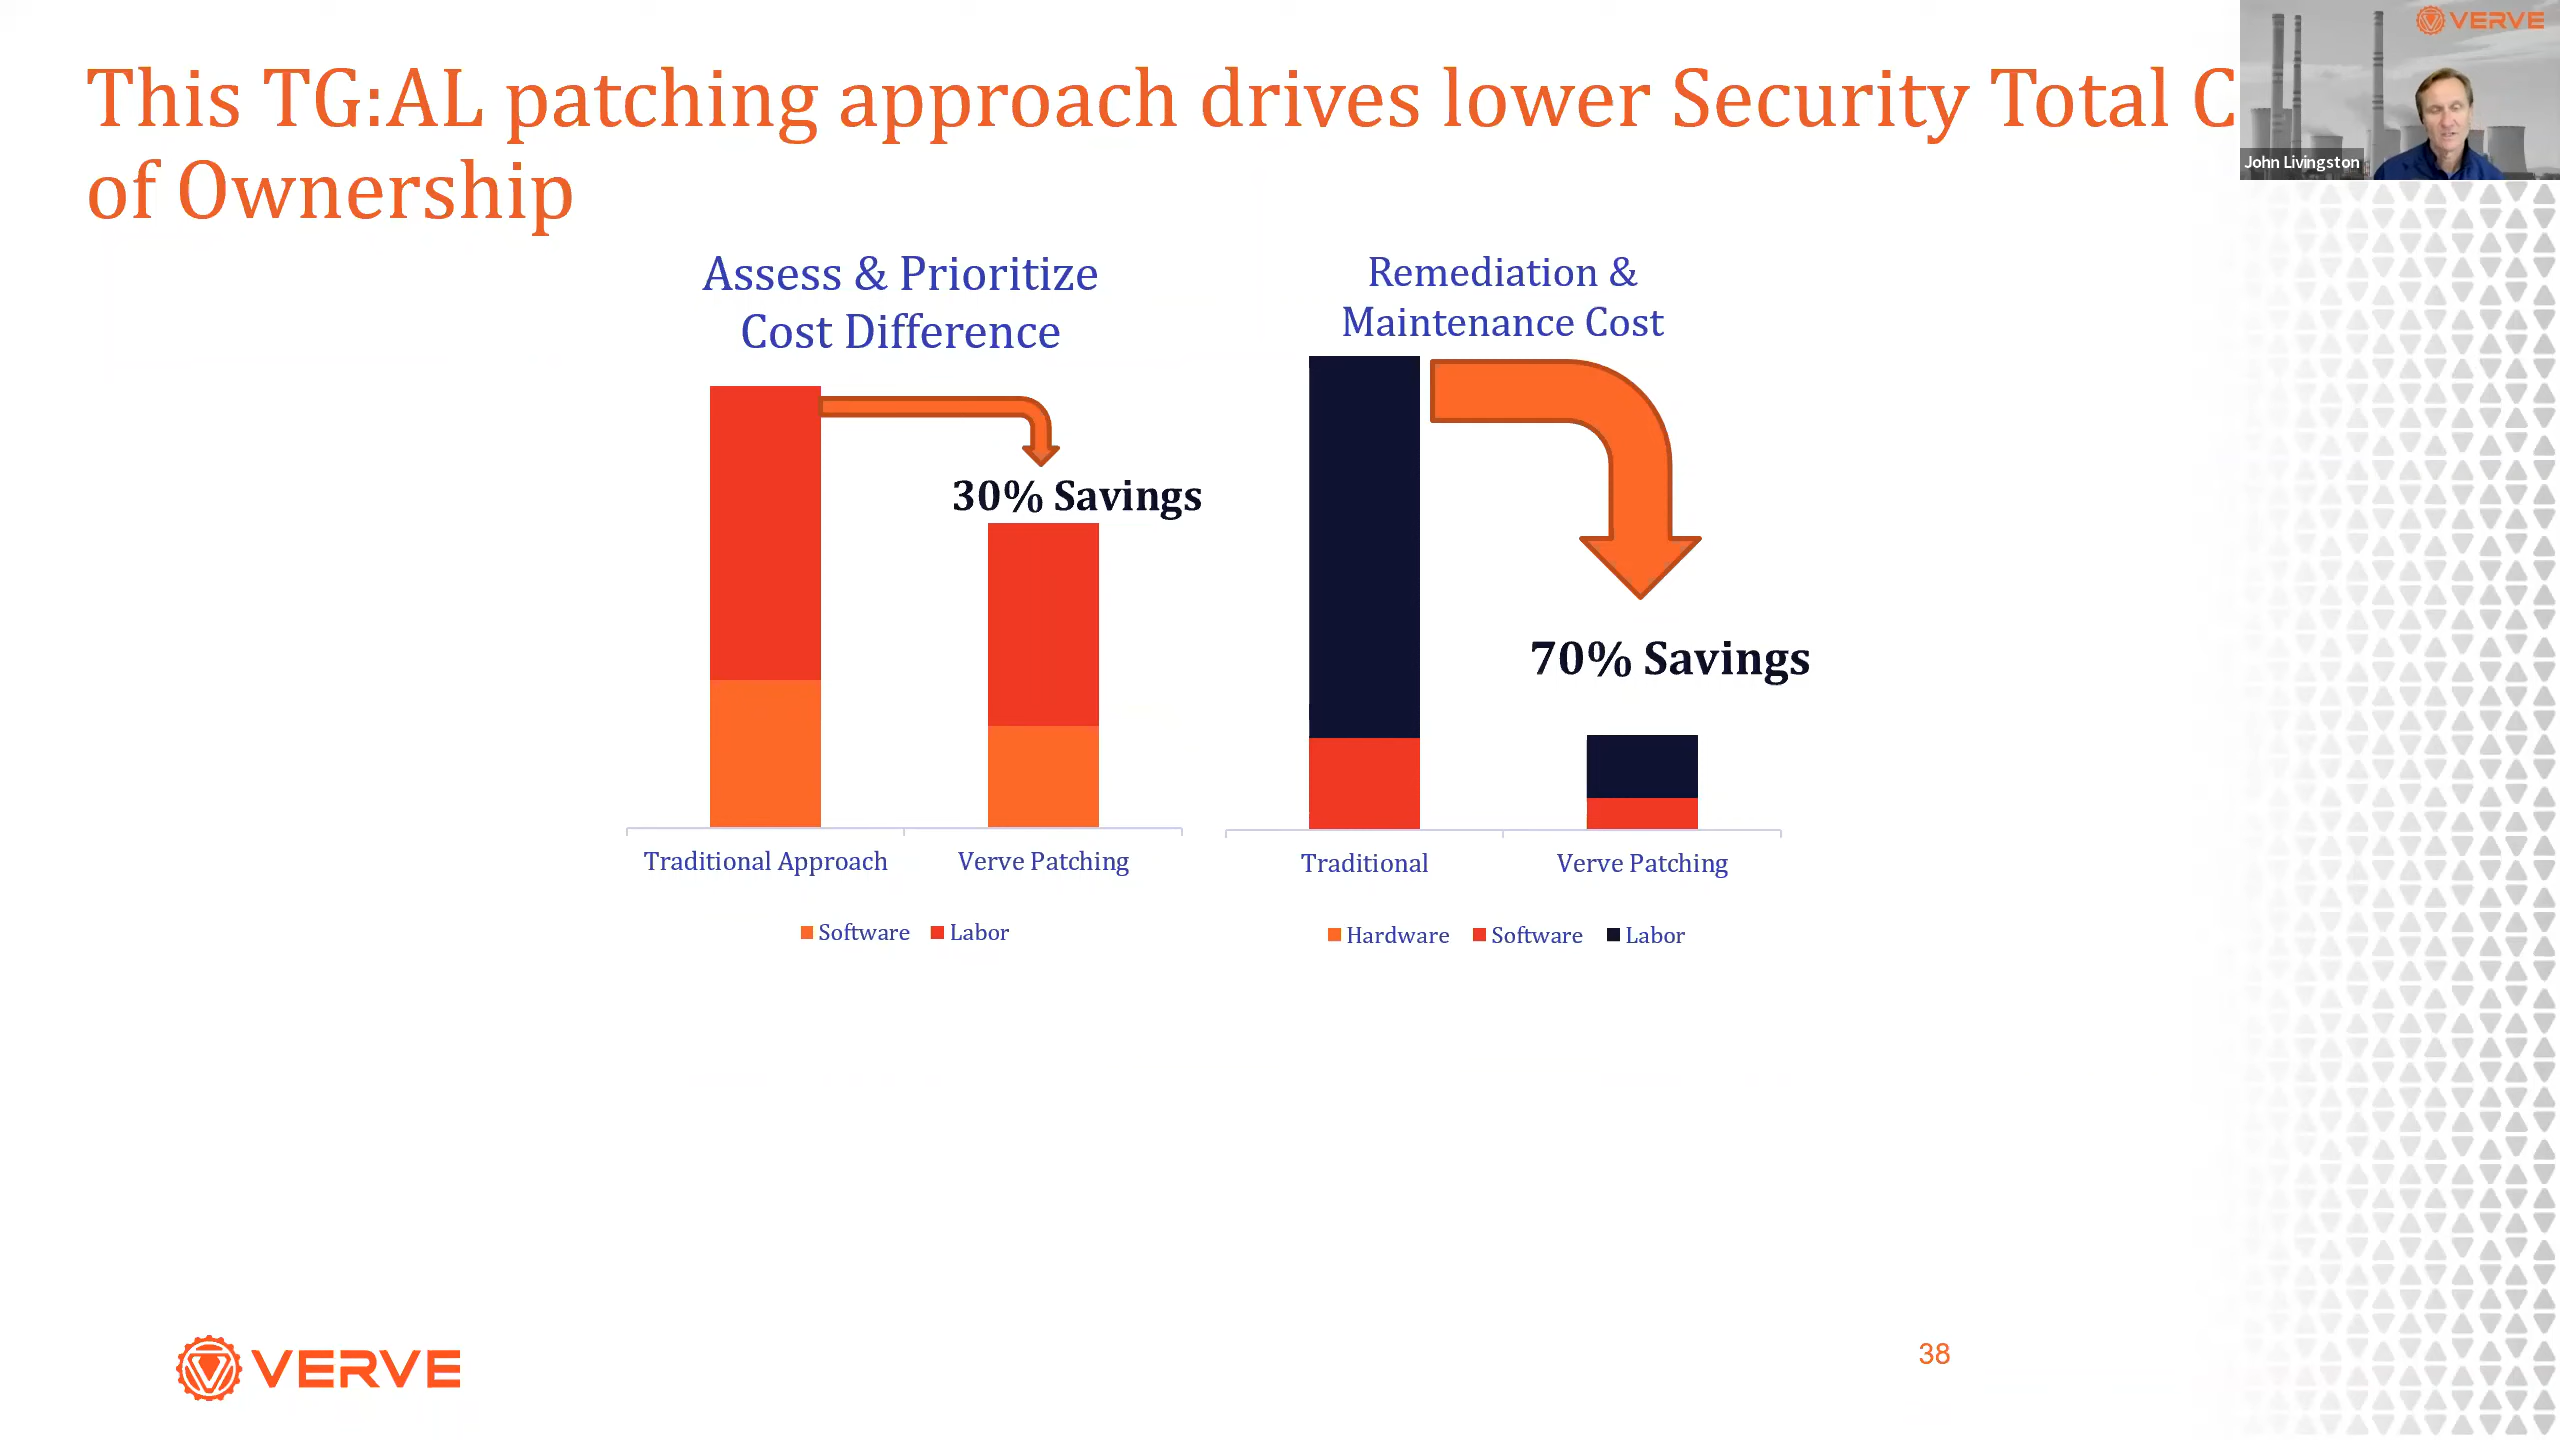 This TG:AL patching approach drives lower Security Total C
of Ownership
VERVE
John Livingston
Assess & Prioritize
Cost Difference
30% Savings
Traditional Approach
Verve Patching
Software
Labor
Remediation &
Maintenance Cost
70% Savings
Traditional
Verve Patching
Hardware
Software
Labor
VERVE
38